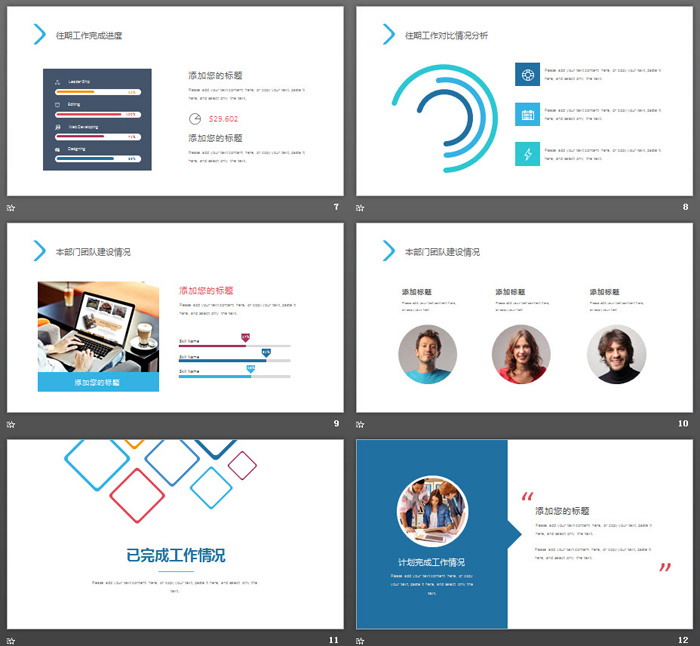 往期工作完成进度
Leadership
Editing
Web Developing
Designing
添加您的标题
Please add your text content here, or copy your text, paste it
here, and select only the text.
$29,602
添加您的标题
Please add your text content here, or copy your text, paste it
here, and select only the text.
7
往期工作对比情况分析
Please add your text content here, or copy your text, paste it
here, and select only the text.
Please add your text content here, or copy your text, paste it
here, and select only the text.
Please add your text content here, or copy your text, paste it
here, and select only the text.
8
本部门团队建设情况
添加您的标题
添加您的标题
Please add your text content here, or copy your text, paste it
here, and select only the text.
Skill Name
Skill Name
Skill Name
9
本部门团队建设情况
添加标题
Please add your text content here,
or copy your text
添加标题
Please add your text content here,
or copy your text
添加标题
Please add your text content here,
or copy your text
10
已完成工作情况
Please add your text content here, or copy your text, paste it here, and select only the
text.
11
计划完成工作情况
Please add your text content here, or copy
your text, paste it here, and select only the
text.
“
添加您的标题
Please add your text content here, or copy your text, paste it
here, and select only the text.
Please add your text content here, or copy your text, paste it
here, and select only the text.
”
12